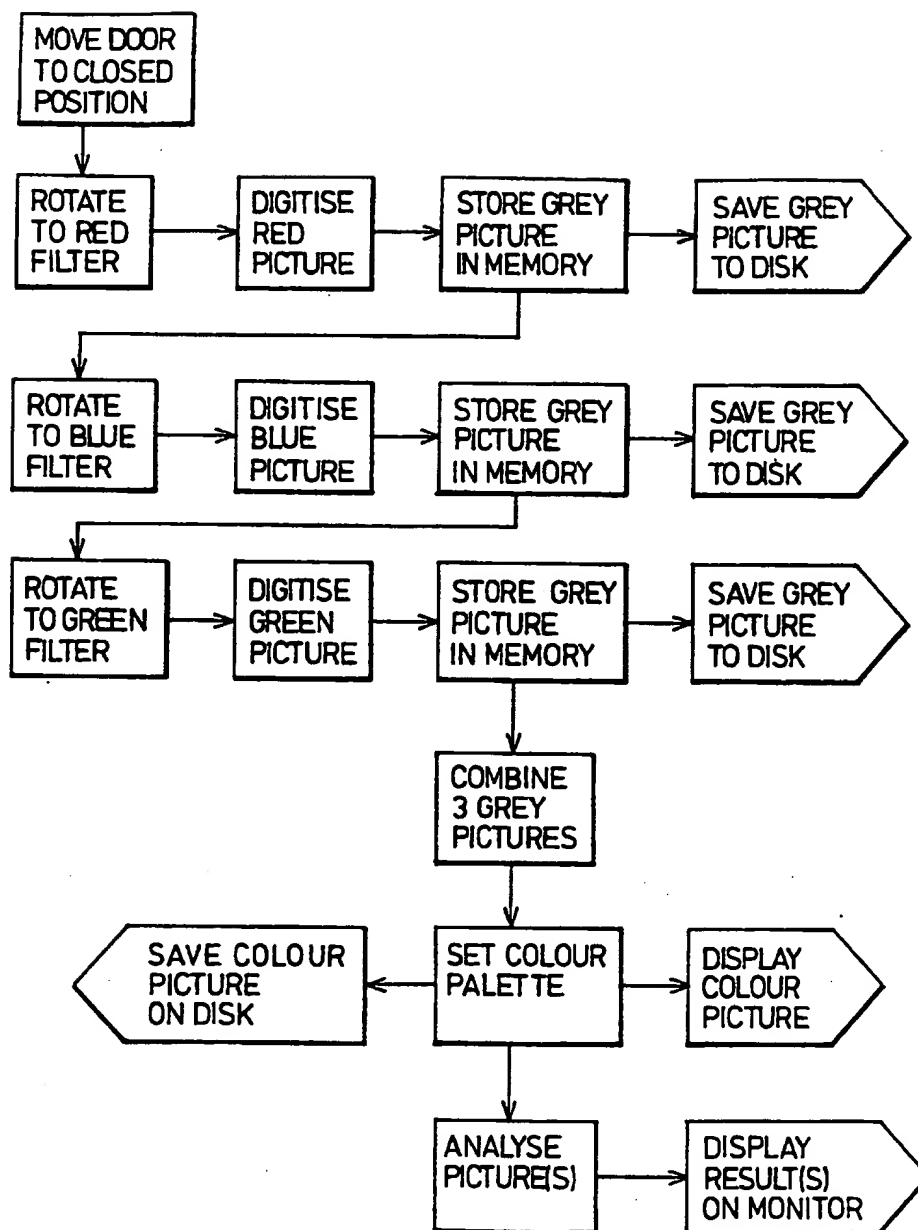 MOVE DOOR
TO CLOSED
POSITION
ROTATE
TO RED
FILTER
DIGITISE
RED
PICTURE
STORE GREY
PICTURE
IN MEMORY
SAVE GREY
PICTURE
TO DISK
ROTATE
TO BLUE
FILTER
DIGITISE
BLUE
PICTURE
STORE GREY
PICTURE
IN MEMORY
SAVE GREY
PICTURE
TO DISK
ROTATE
TO GREEN
FILTER
DIGITISE
GREEN
PICTURE
STORE GREY
PICTURE
IN MEMORY
SAVE GREY
PICTURE
TO DISK
COMBINE
3 GREY
PICTURES
SAVE COLOUR
PICTURE
ON DISK
SET COLOUR
PALETTE
DISPLAY
COLOUR
PICTURE
ANALYSE
PICTURE(S)
DISPLAY
RESULT(S)
ON MONITOR